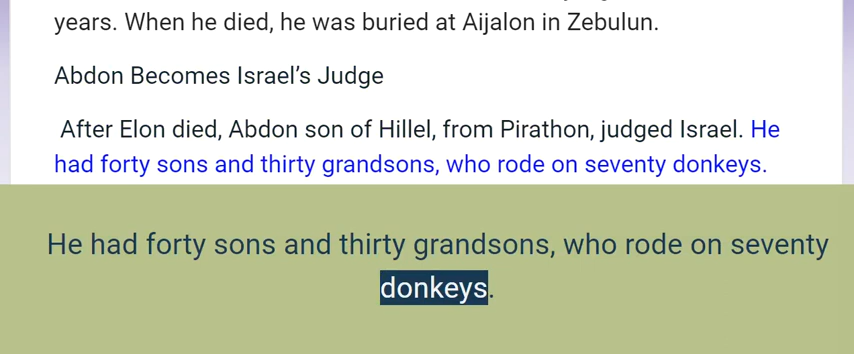 years. When he died, he was buried at Aijalon in Zebulun.
Abdon Becomes Israel’s Judge
After Elon died, Abdon son of Hillel, from Pirathon, judged Israel. He
had forty sons and thirty grandsons, who rode on seventy donkeys.
He had forty sons and thirty grandsons, who rode on seventy
donkeys.